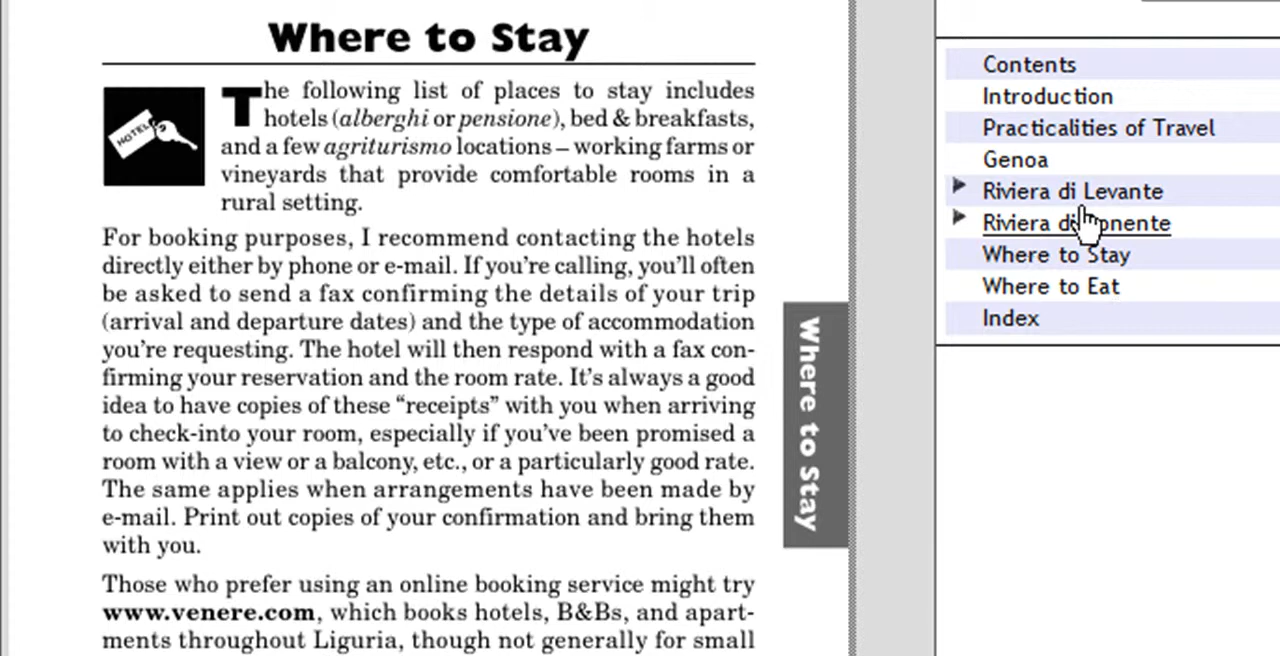 Where to Stay
HOTEL
The following list of places to stay includes
hotels (alberghi or pensione), bed & breakfasts,
and a few agriturismo locations – working farms or
vineyards that provide comfortable rooms in a
rural setting.
For booking purposes, I recommend contacting the hotels
directly either by phone or e-mail. If you’re calling, you’ll often
be asked to send a fax confirming the details of your trip
(arrival and departure dates) and the type of accommodation
you’re requesting. The hotel will then respond with a fax con-
firming your reservation and the room rate. It’s always a good
idea to have copies of these “receipts” with you when arriving
to check-into your room, especially if you’ve been promised a
room with a view or a balcony, etc., or a particularly good rate.
The same applies when arrangements have been made by
e-mail. Print out copies of your confirmation and bring them
with you.
Those who prefer using an online booking service might try
www.venere.com, which books hotels, B&Bs, and apart-
ments throughout Liguria, though not generally for small
Where to Stay
Contents
Introduction
Practicalities of Travel
Genoa
Riviera di Levante
Riviera di Ponente
Where to Stay
Where to Eat
Index